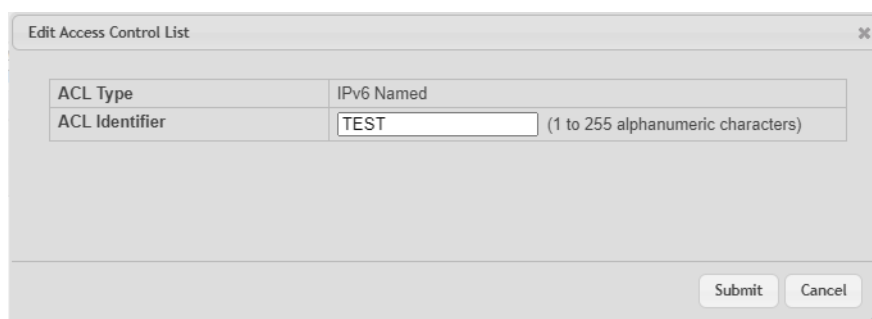 Edit Access Control List
ACL Type IPv6 Named
ACL Identifier TEST (1 to 255 alphanumeric characters)
Submit Cancel